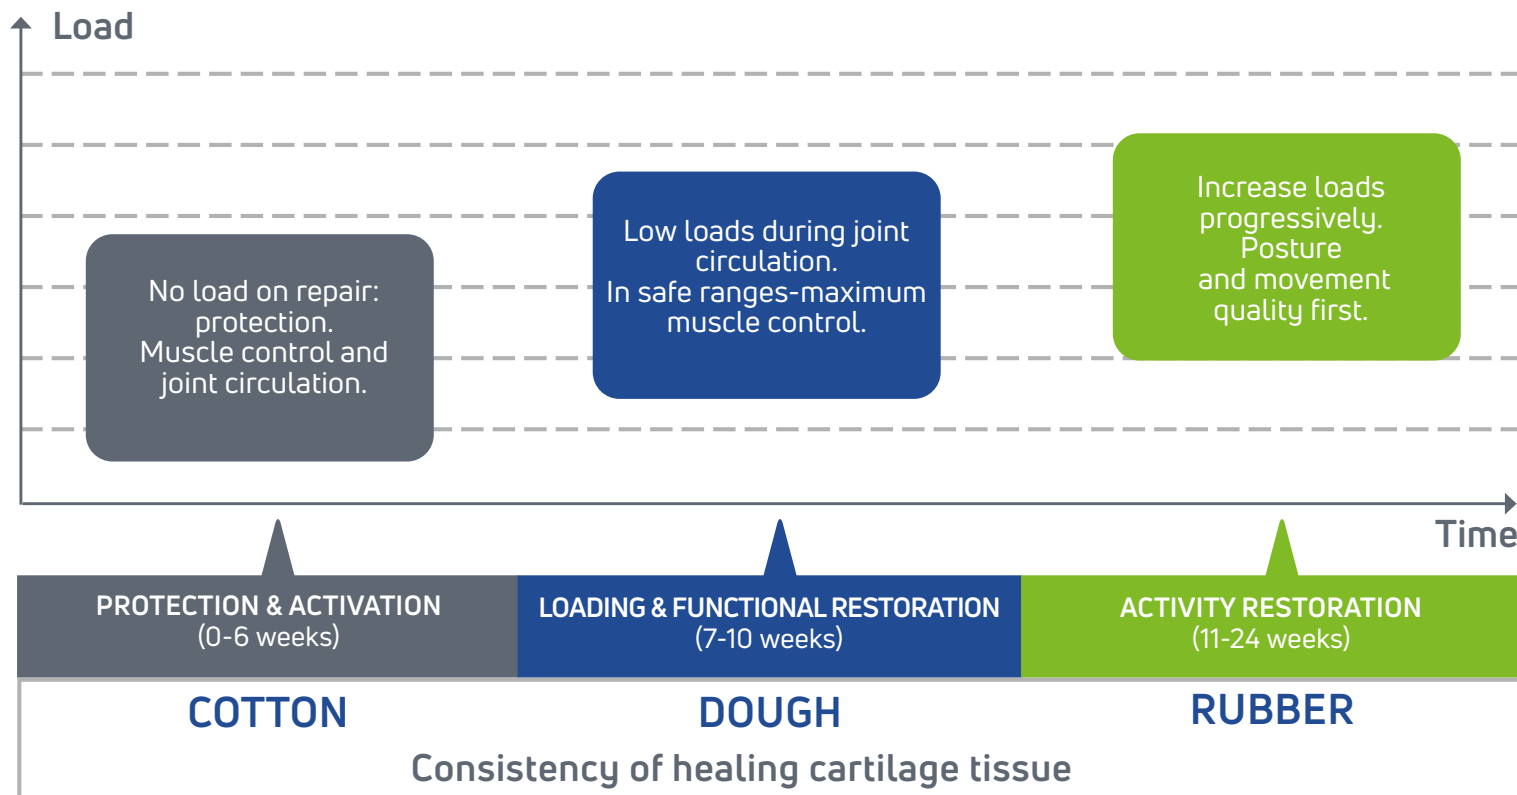 Load
No load on repair:
protection.
Muscle control and
joint circulation.
Low loads during joint
circulation.
In safe ranges-maximum
muscle control.
Increase loads
progressively.
Posture
and movement
quality first.
Time
PROTECTION & ACTIVATION
(0-6 weeks)
LOADING & FUNCTIONAL RESTORATION
(7-10 weeks)
ACTIVITY RESTORATION
(11-24 weeks)
COTTON
DOUGH
RUBBER
Consistency of healing cartilage tissue